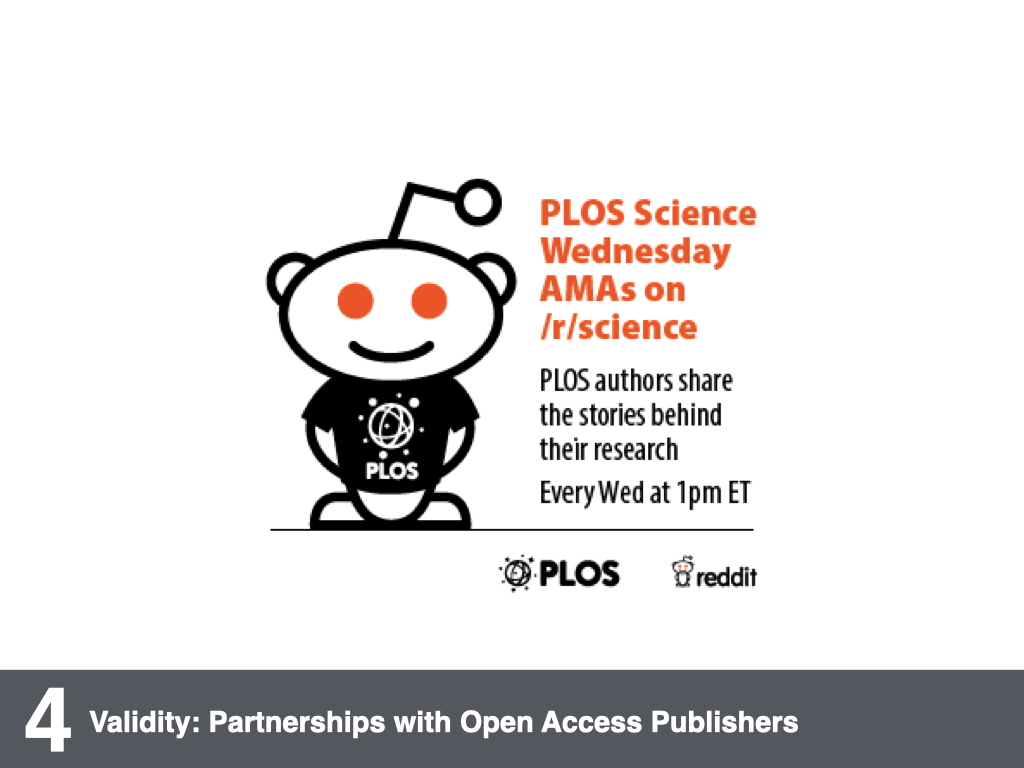 PLOS Science
Wednesday
AMAs on
/r/science
PLOS authors share
the stories behind
their research
Every Wed at 1pm ET
PLOS
PLOS
reddit
4 Validity: Partnerships with Open Access Publishers